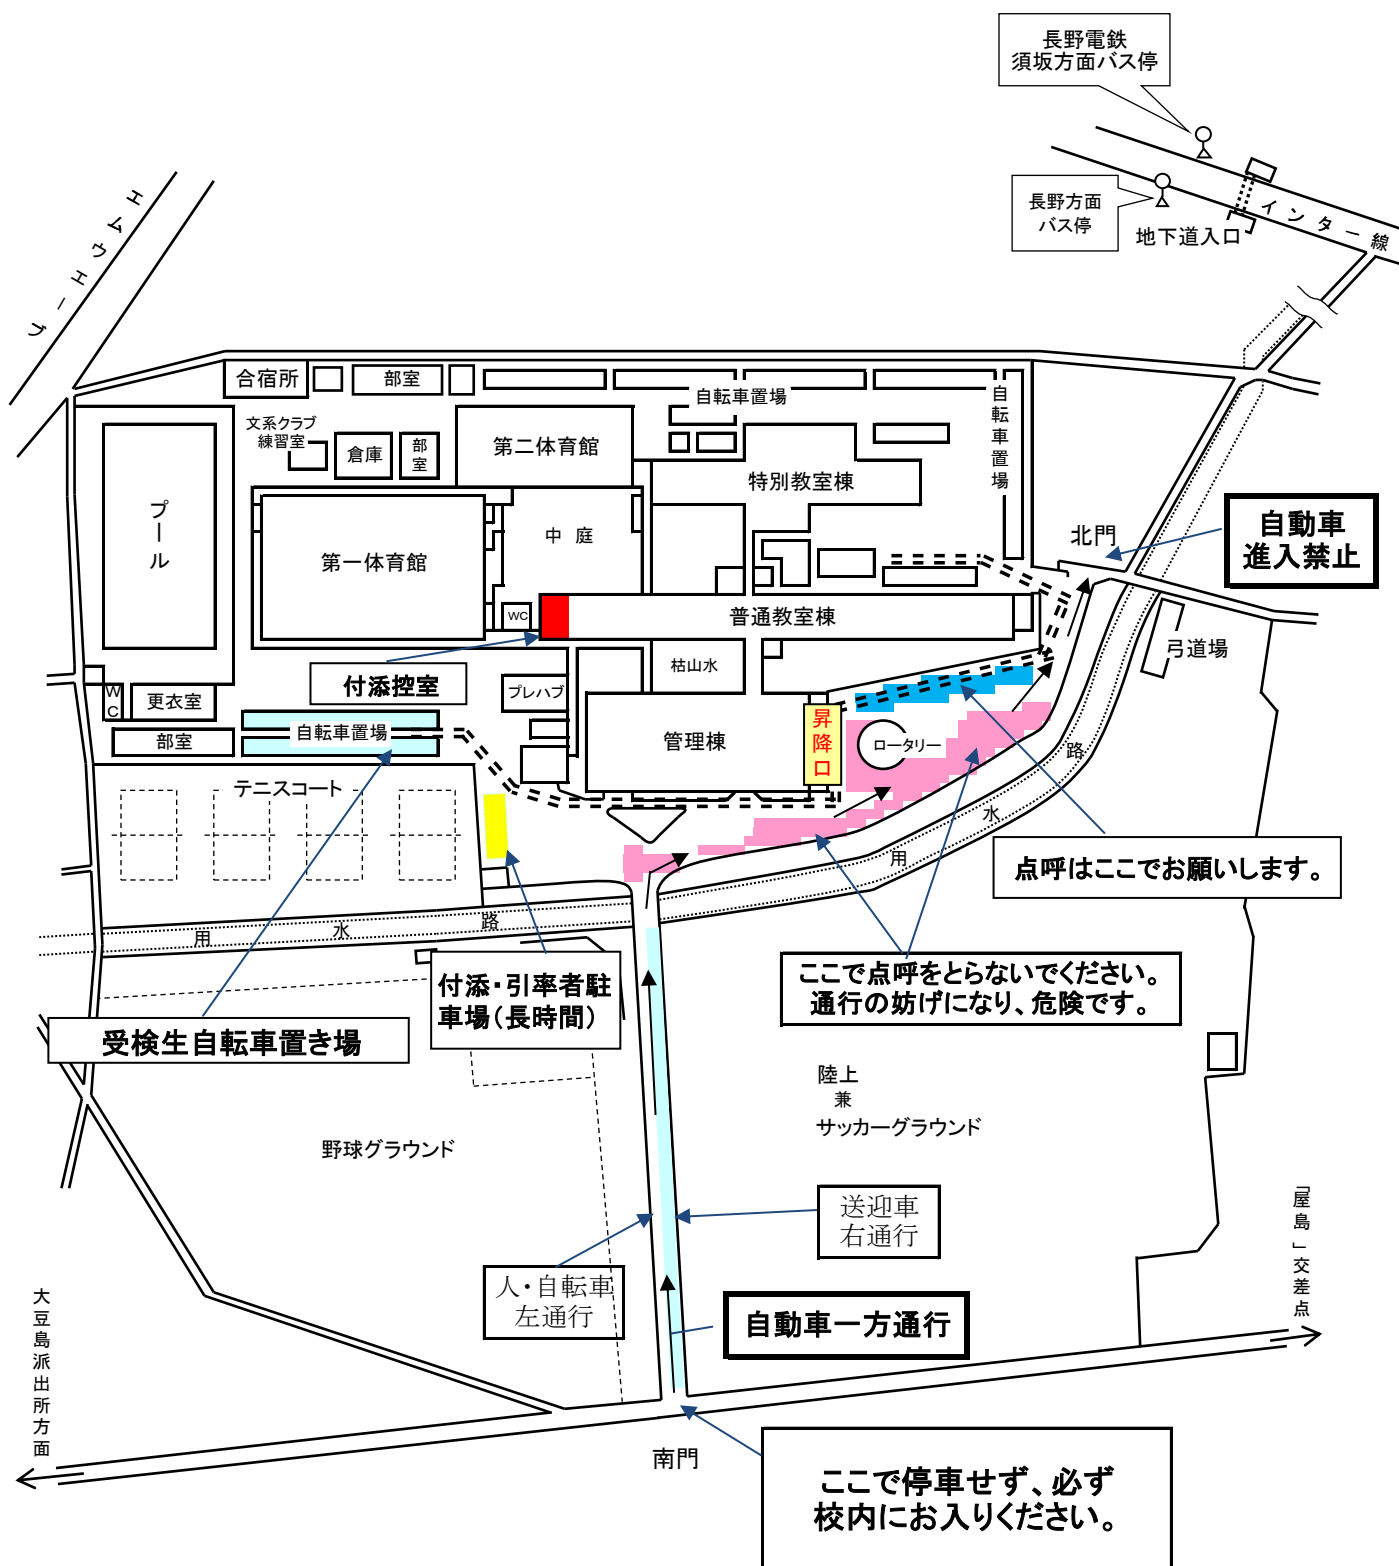 長野電鉄
須坂方面バス停
長野方面
バス停
地下道入口
インター線
エムウェーブ
合宿所
部室
自転車置場
自転車置場
文系クラブ
練習室
倉庫
部室
第二体育館
特別教室棟
プール
第一体育館
中 庭
北門
自動車
進入禁止
WC
普通教室棟
弓道場
付添控室
枯山水
プレハブ
WC
更衣室
部室
自転車置場
管理棟
昇降口
ロータリー
テニスコート
用水路
点呼はここでお願いします。
用水路
付添・引率者駐
車場（長時間）
ここで点呼をとらないでください。
通行の妨げになり、危険です。
受検生自転車置き場
陸上
兼
サッカーグラウンド
野球グラウンド
送迎車
右通行
人・自転車
左通行
自動車一方通行
「屋島」交差点
大豆島派出所方面
南門
ここで停車せず、必ず
校内にお入りください。